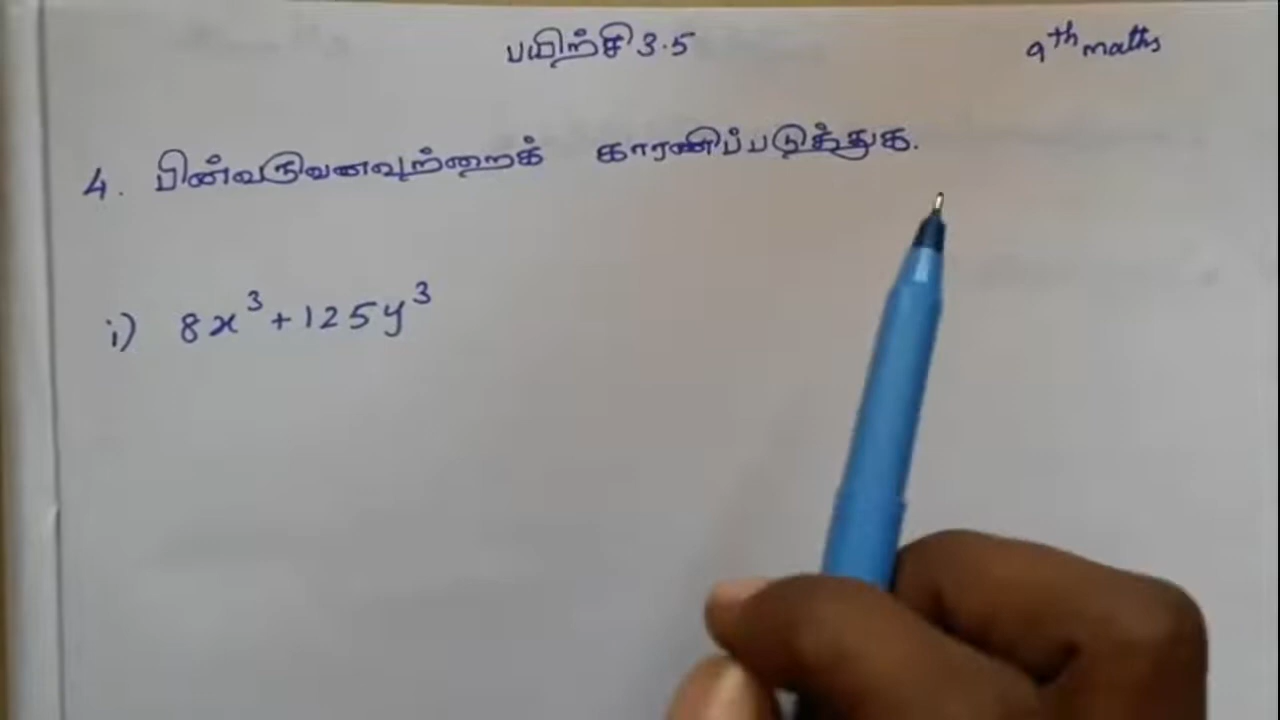 பயிற்சி 3.5
9th maths
4. பின்வருவனவற்றைக் காரணிப்படுத்துக.
i) 8x³+125y³